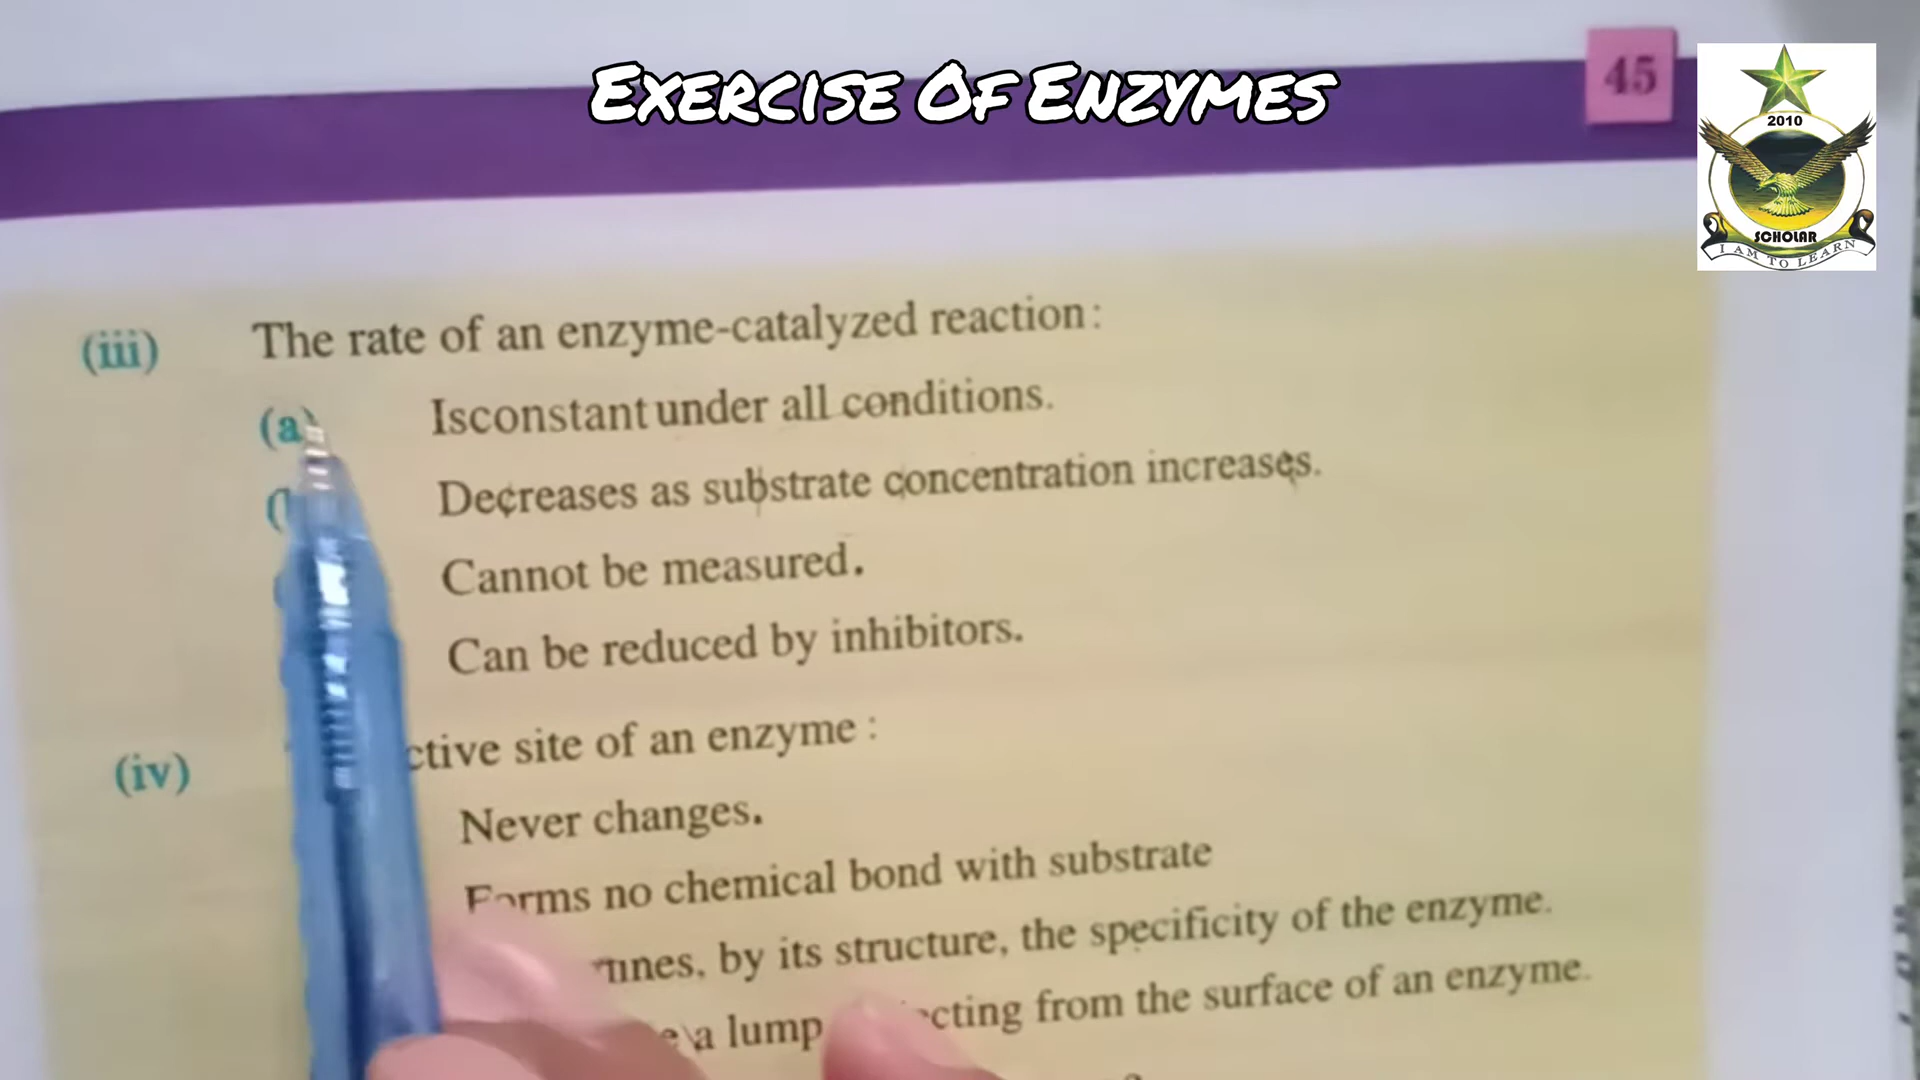 EXERCISE OF ENZYMES
45
2010
SCHOLAR
I AM TO LEARN
(iii) The rate of an enzyme-catalyzed reaction:
(a) Isconstant under all conditions.
Decreases as substrate concentration increases.
Cannot be measured.
Can be reduced by inhibitors.
(iv) site of an enzyme :
Never changes.
Forms no chemical bond with substrate
by its structure, the specificity of the enzyme.
a lump from the surface of an enzyme.